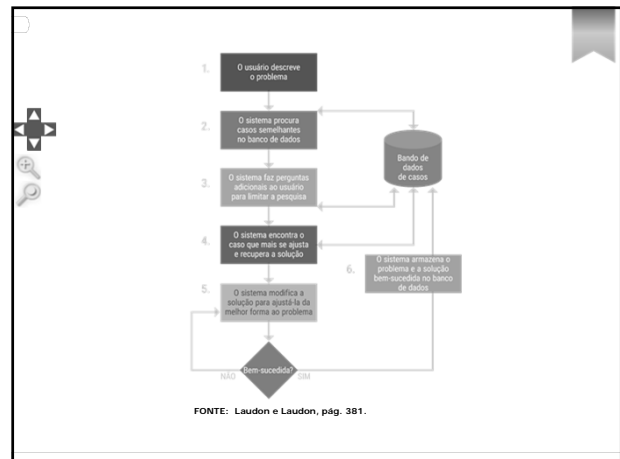 1.
O usuário descreve
o problema
2.
O sistema procura
casos semelhantes
no banco de dados
Bando de
dados
de casos
3.
O sistema faz perguntas
adicionais ao usuário
para limitar a pesquisa
4.
O sistema encontra o
caso que mais se ajusta
e recupera a solução
6.
O sistema armazena o
problema e a solução
bem-sucedida no banco
de dados
5.
O sistema modifica a
solução para ajustá-la da
melhor forma ao problema
Bem-sucedida?
NÃO
SIM
FONTE: Laudon e Laudon, pág. 381.